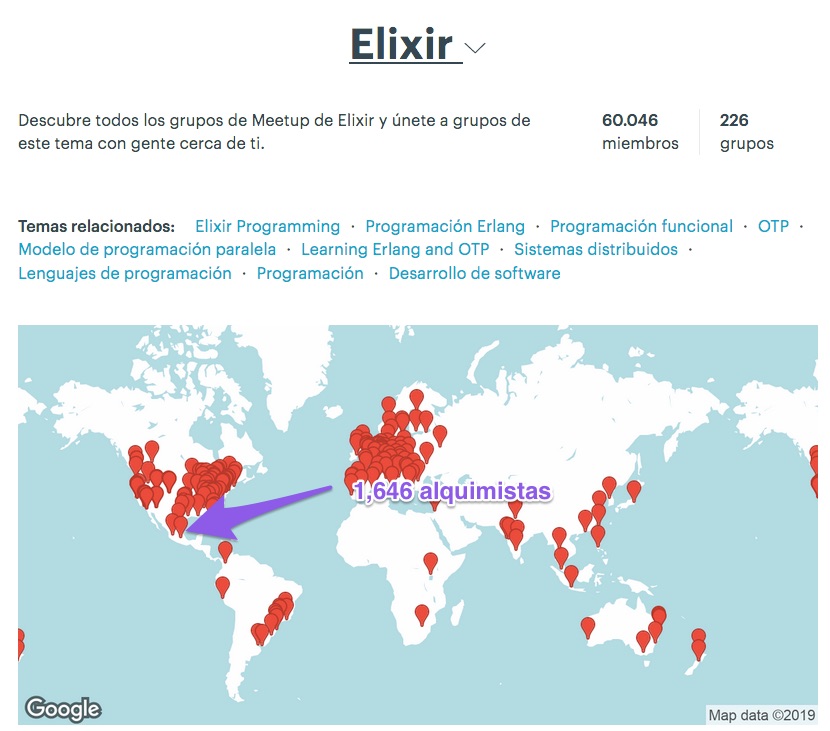 Elixir
Descubre todos los grupos de Meetup de Elixir y únete a grupos de
este tema con gente cerca de ti.
60.046
miembros
226
grupos
Temas relacionados: Elixir Programming · Programación Erlang · Programación funcional · OTP ·
Modelo de programación paralela · Learning Erlang and OTP · Sistemas distribuidos ·
Lenguajes de programación · Programación · Desarrollo de software
1,646 alquimistas
Google
Map data ©2019